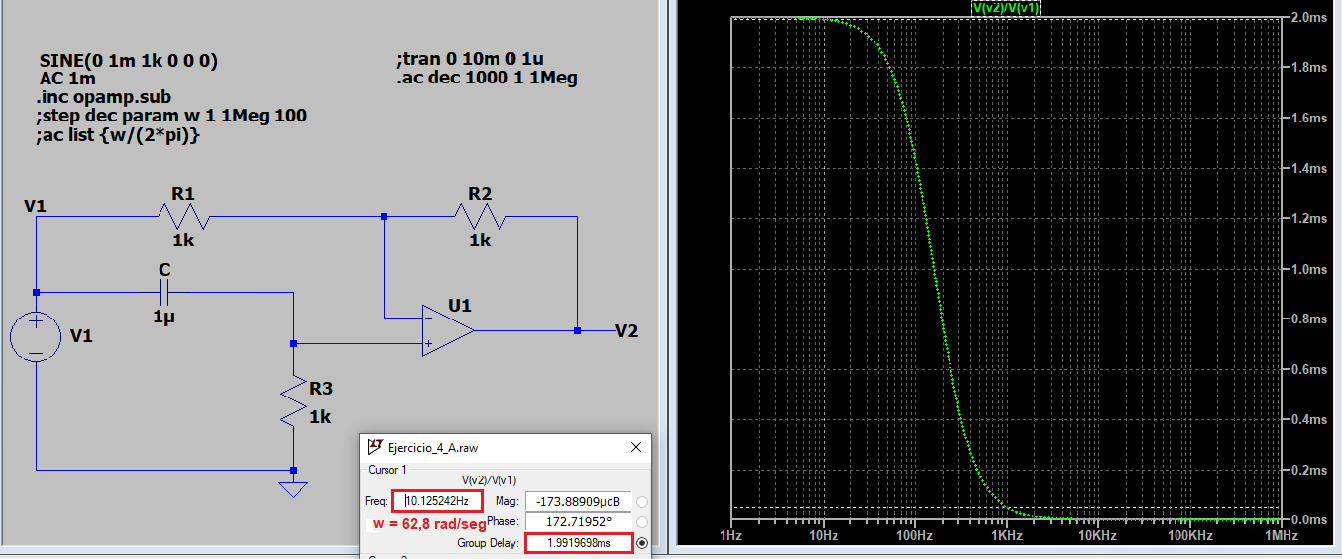 SINE(0 1m 1k 0 0 0)
AC 1m
.inc opamp.sub
;step dec param w 1 1Meg 100
;ac list {w/(2*pi)}
;tran 0 10m 0 1u
.ac dec 1000 1 1Meg
V1
R1
1k
R2
1k
C
1µ
U1
V1
V2
R3
1k
Ejercicio_4_A.raw
Cursor 1
V(v2)/V(v1)
Freq: 10.125242Hz Mag: -173.88909µcB
w = 62,8 rad/seg Phase: 172.71952°
Group Delay: 1.9919698ms
V(v2)/V(v1)
2.0ms
1.8ms
1.6ms
1.4ms
1.2ms
1.0ms
0.8ms
0.6ms
0.4ms
0.2ms
0.0ms
1Hz 10Hz 100Hz 1KHz 10KHz 100KHz 1MHz